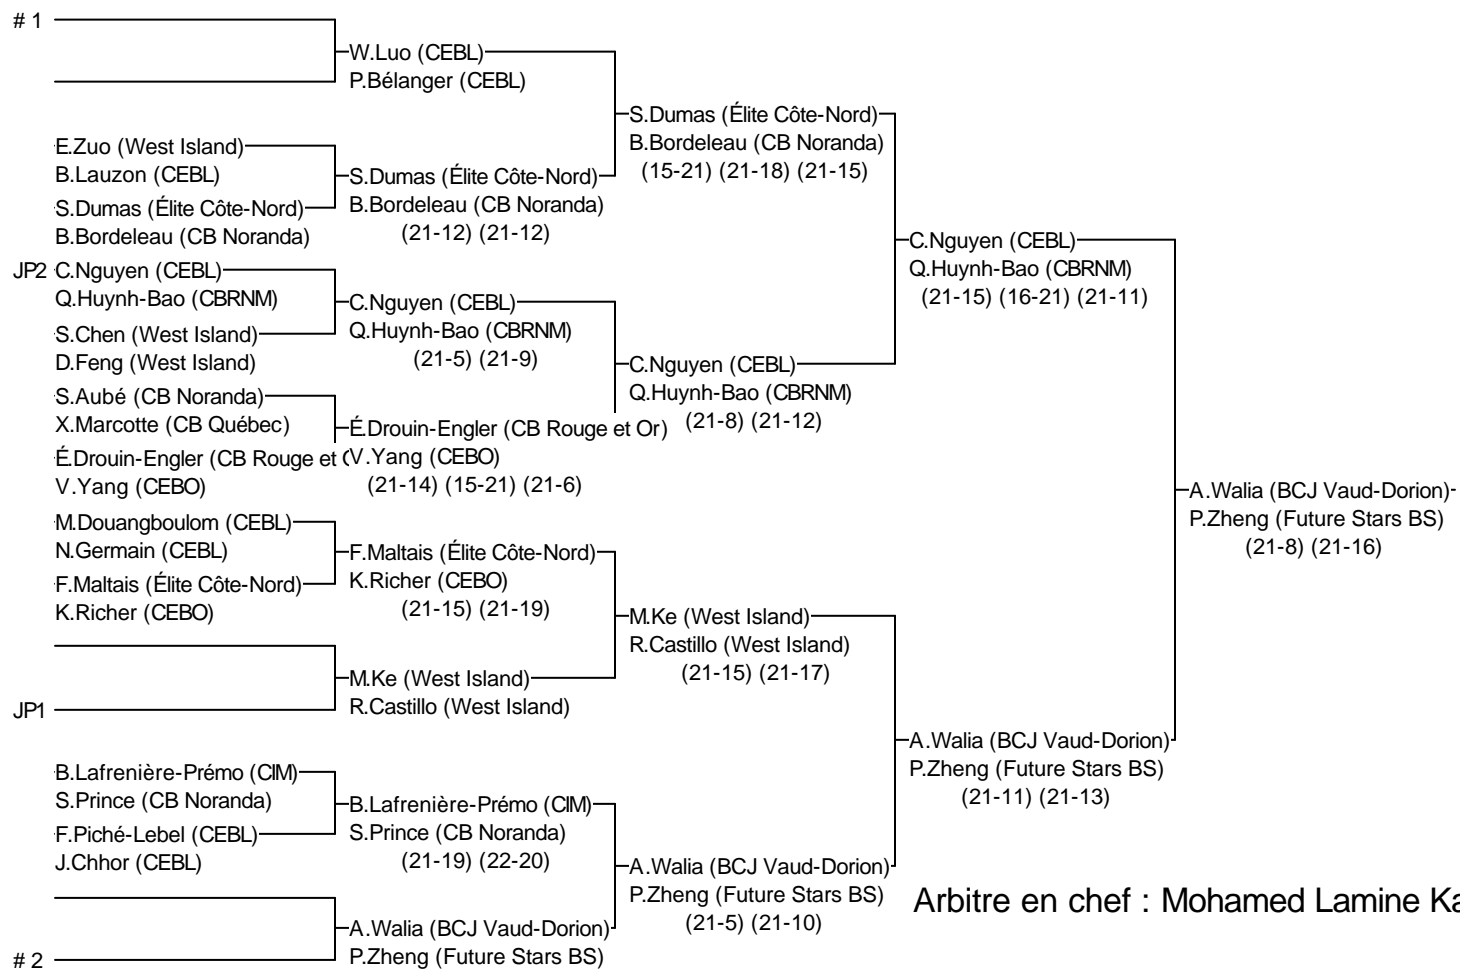 # 1
W.Luo (CEBL)
P.Bélanger (CEBL)
S.Dumas (Élite Côte-Nord)
B.Bordeleau (CB Noranda)
(15-21) (21-18) (21-15)
E.Zuo (West Island)
B.Lauzon (CEBL)
S.Dumas (Élite Côte-Nord)
B.Bordeleau (CB Noranda)
(21-12) (21-12)
S.Dumas (Élite Côte-Nord)
B.Bordeleau (CB Noranda)
C.Nguyen (CEBL)
Q.Huynh-Bao (CBRNM)
(21-15) (16-21) (21-11)
JP2 C.Nguyen (CEBL)
Q.Huynh-Bao (CBRNM)
C.Nguyen (CEBL)
Q.Huynh-Bao (CBRNM)
(21-5) (21-9)
S.Chen (West Island)
D.Feng (West Island)
C.Nguyen (CEBL)
Q.Huynh-Bao (CBRNM)
(21-8) (21-12)
S.Aubé (CB Noranda)
X.Marcotte (CB Québec)
É.Drouin-Engler (CB Rouge et Or)
V.Yang (CEBO)
(21-14) (15-21) (21-6)
É.Drouin-Engler (CB Rouge et
V.Yang (CEBO)
A.Walia (BCJ Vaud-Dorion)
P.Zheng (Future Stars BS)
(21-8) (21-16)
M.Douangboulom (CEBL)
N.Germain (CEBL)
F.Maltais (Élite Côte-Nord)
K.Richer (CEBO)
(21-15) (21-19)
F.Maltais (Élite Côte-Nord)
K.Richer (CEBO)
M.Ke (West Island)
R.Castillo (West Island)
(21-15) (21-17)
M.Ke (West Island)
R.Castillo (West Island)
JP1
A.Walia (BCJ Vaud-Dorion)
P.Zheng (Future Stars BS)
(21-11) (21-13)
B.Lafrenière-Prémo (CIM)
S.Prince (CB Noranda)
B.Lafrenière-Prémo (CIM)
S.Prince (CB Noranda)
(21-19) (22-20)
F.Piché-Lebel (CEBL)
J.Chhor (CEBL)
A.Walia (BCJ Vaud-Dorion)
P.Zheng (Future Stars BS)
(21-5) (21-10)
Arbitre en chef : Mohamed Lamine
A.Walia (BCJ Vaud-Dorion)
P.Zheng (Future Stars BS)
# 2